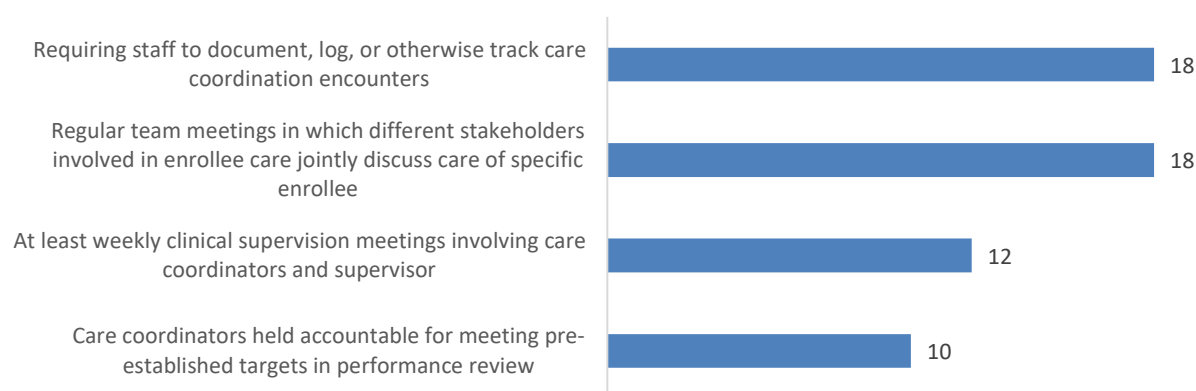 Requiring staff to document, log, or otherwise track care
coordination encounters
18
Regular team meetings in which different stakeholders
involved in enrollee care jointly discuss care of specific
enrollee
18
At least weekly clinical supervision meetings involving care
coordinators and supervisor
12
Care coordinators held accountable for meeting pre-
established targets in performance review
10